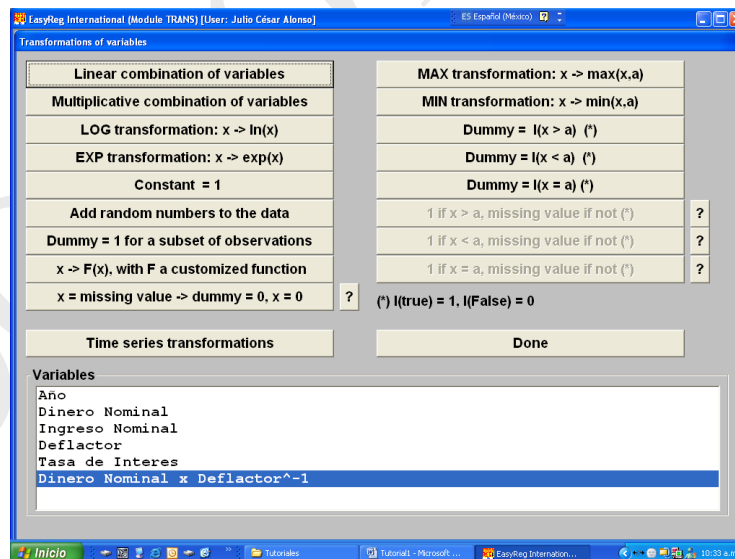 EasyReg International (Module TRANS) [User: Julio César Alonso]
ES Español (México)
Transformations of variables
Linear combination of variables
Multiplicative combination of variables
LOG transformation: x -> ln(x)
EXP transformation: x -> exp(x)
Constant = 1
Add random numbers to the data
Dummy = 1 for a subset of observations
x -> F(x), with F a customized function
x = missing value -> dummy = 0, x = 0
?
MAX transformation: x -> max(x,a)
MIN transformation: x -> min(x,a)
Dummy = I(x > a) (*)
Dummy = I(x < a) (*)
Dummy = I(x = a) (*)
1 if x > a, missing value if not (*)
?
1 if x < a, missing value if not (*)
?
1 if x = a, missing value if not (*)
?
(*) I(true) = 1, I(False) = 0
Time series transformations
Done
Variables
Año
Dinero Nominal
Ingreso Nominal
Deflactor
Tasa de Interes
Dinero Nominal x Deflactor^-1
Inicio
Tutoriales
Tutorial1 - Microsoft ...
EasyReg Internation...
10:33 a.m.